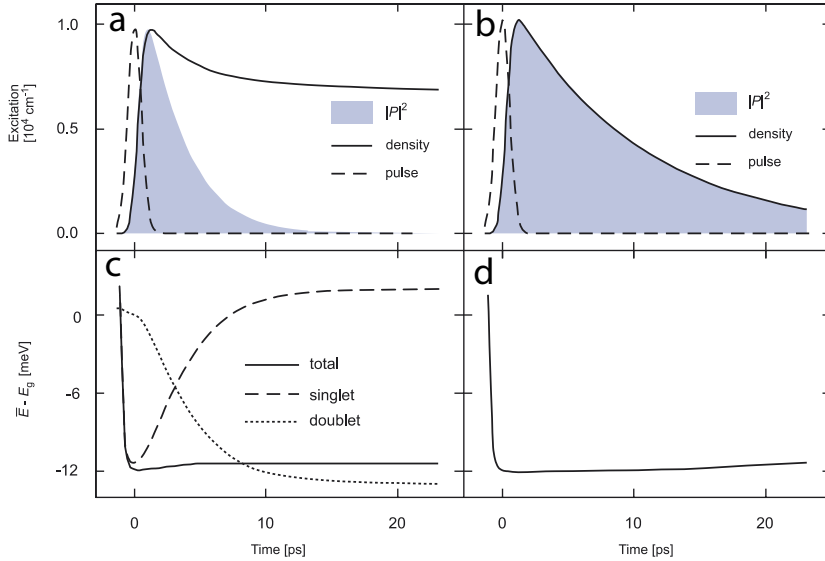 a
b
1.0
0.5
0.0
Excitation
[10⁴ cm⁻¹]
|P|²
density
pulse
|P|²
density
pulse
c
d
0
-6
-12
E̅ - Eg [meV]
total
singlet
doublet
0
10
20
0
10
20
Time [ps]
Time [ps]